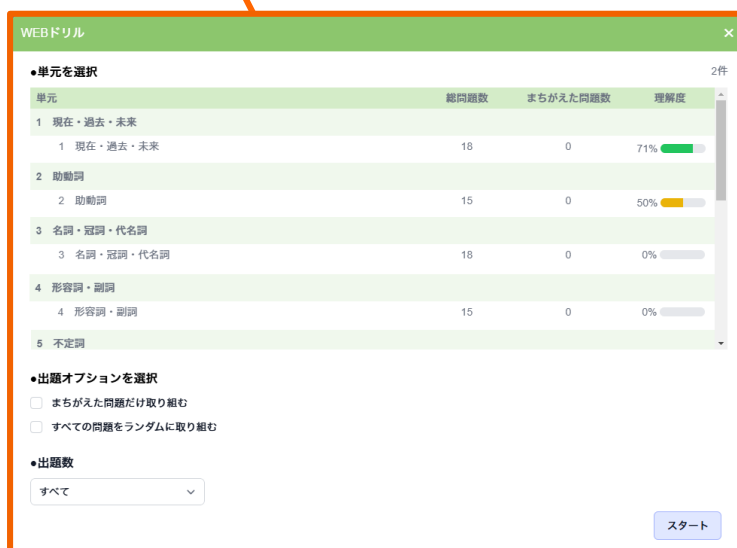 WEBドリル ×
●単元を選択 2件
単元 総問題数 まちがえた問題数 理解度
1 現在・過去・未来
1 現在・過去・未来 18 0 71%
2 助動詞
2 助動詞 15 0 50%
3 名詞・冠詞・代名詞
3 名詞・冠詞・代名詞 18 0 0%
4 形容詞・副詞
4 形容詞・副詞 15 0 0%
5 不定詞
●出題オプションを選択
まちがえた問題だけ取り組む
すべての問題をランダムに取り組む
●出題数
すべて
スタート